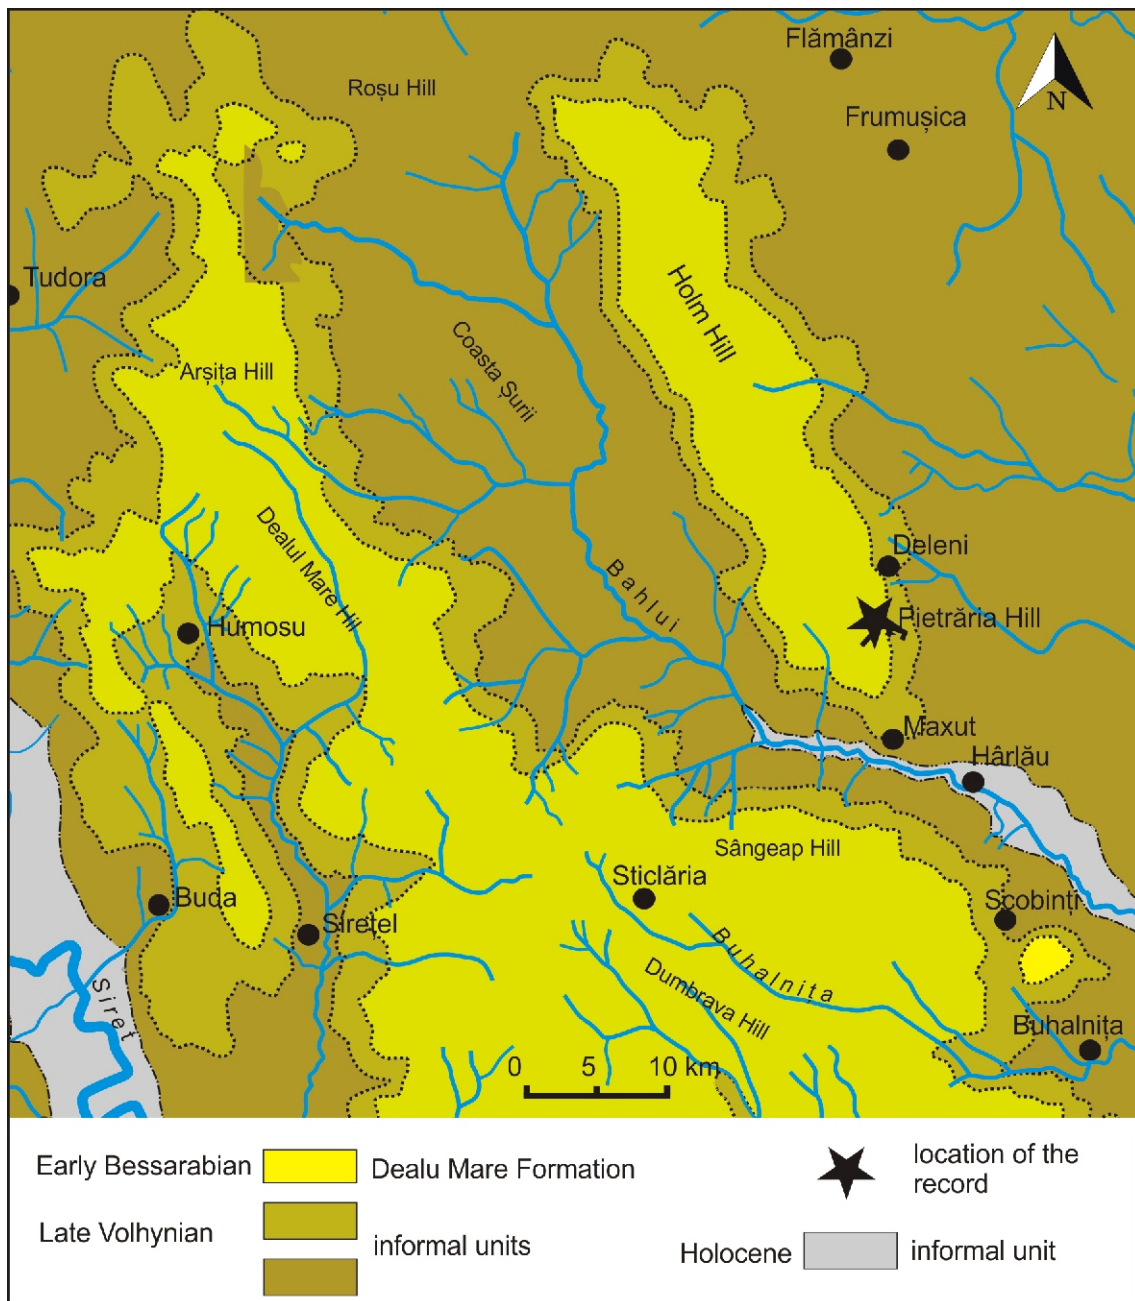 Flămânzi
Roșu Hill
Frumușica
N
Tudora
Holm Hill
Coasta Șurii
Arșița Hill
Dealul Mare Hil
Deleni
Bahlui
Pietrăria Hill
Humosu
Maxut
Hârlău
Sângeap Hill
Sticlăria
Buda
Scobinți
Sirețel
Buhalnița
Dumbrava Hill
Siret
Buhalnița
0 5 10 km
Early Bessarabian Dealu Mare Formation
location of the
record
Late Volhynian
informal units
Holocene informal unit